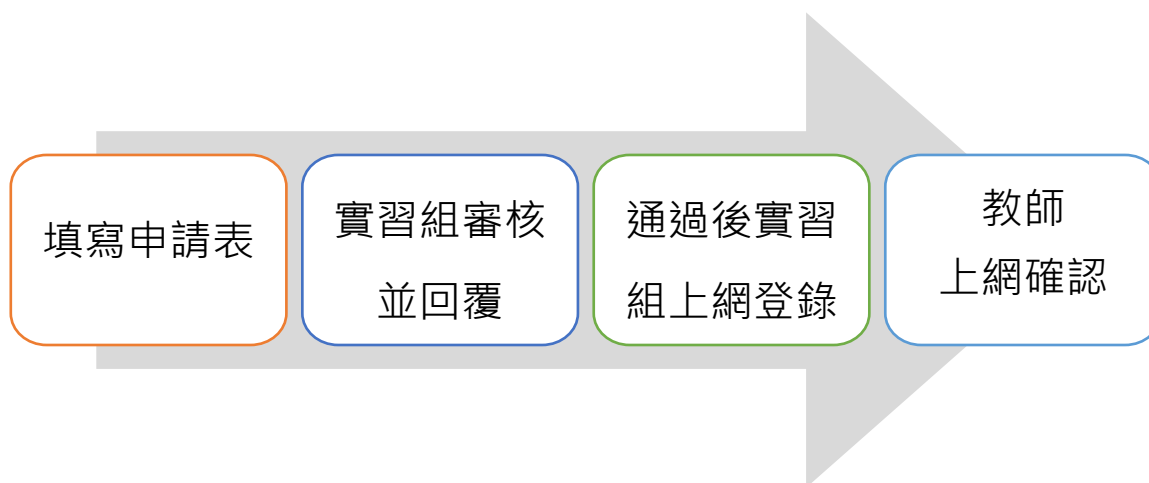 填寫申請表
實習組審核
並回覆
通過後實習
組上網登錄
教師
上網確認